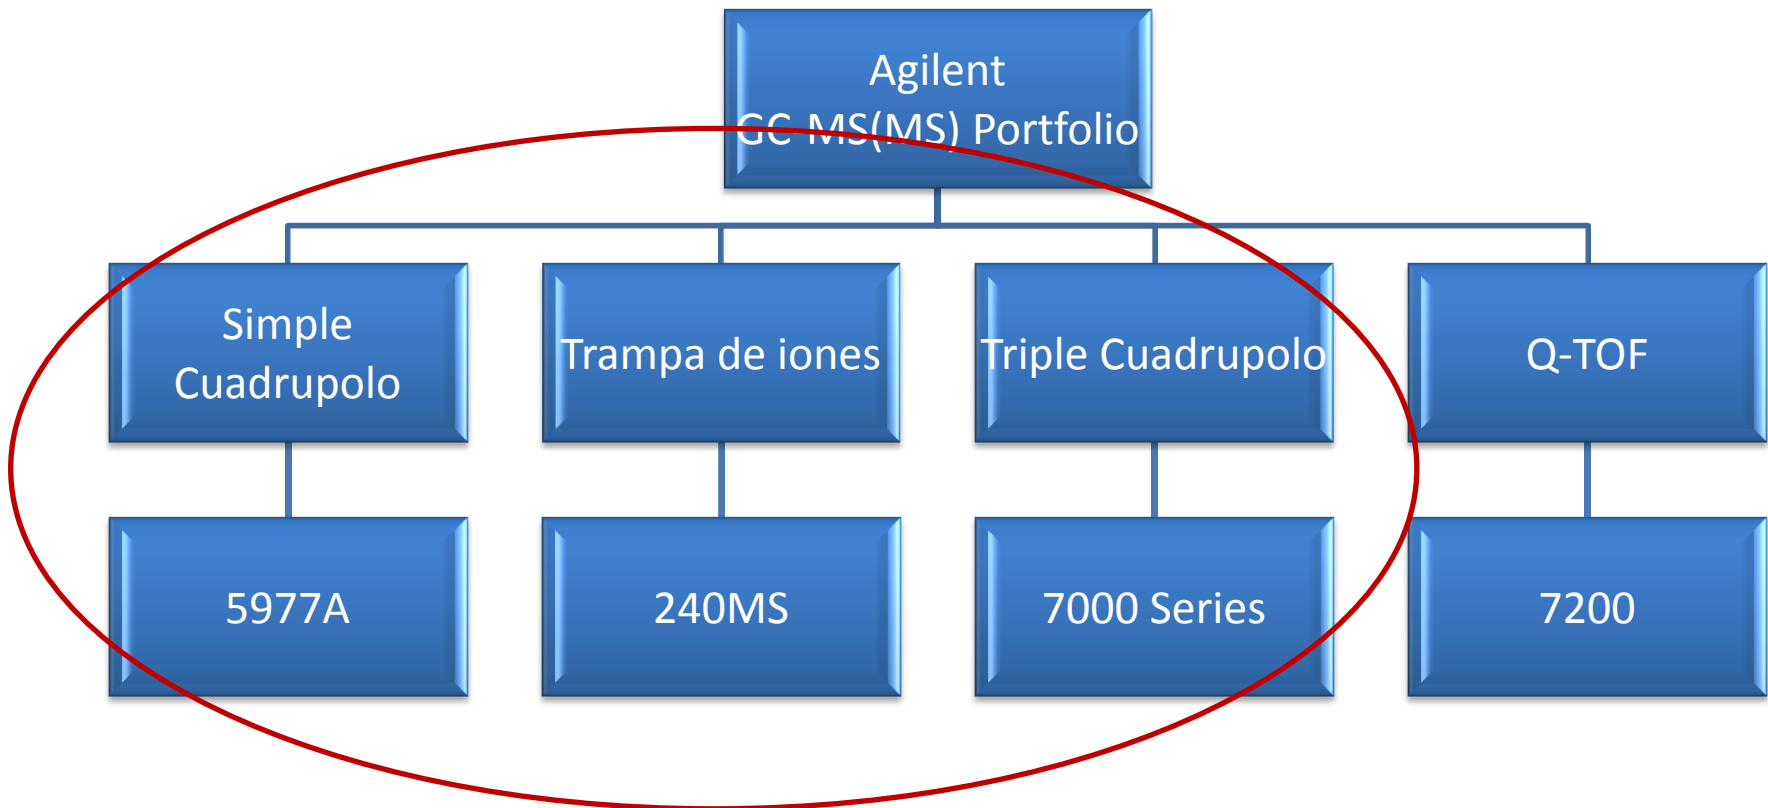 Agilent
GC-MS(MS) Portfolio
Simple
Cuadrupolo
Trampa de iones
Triple Cuadrupolo
Q-TOF
5977A
240MS
7000 Series
7200